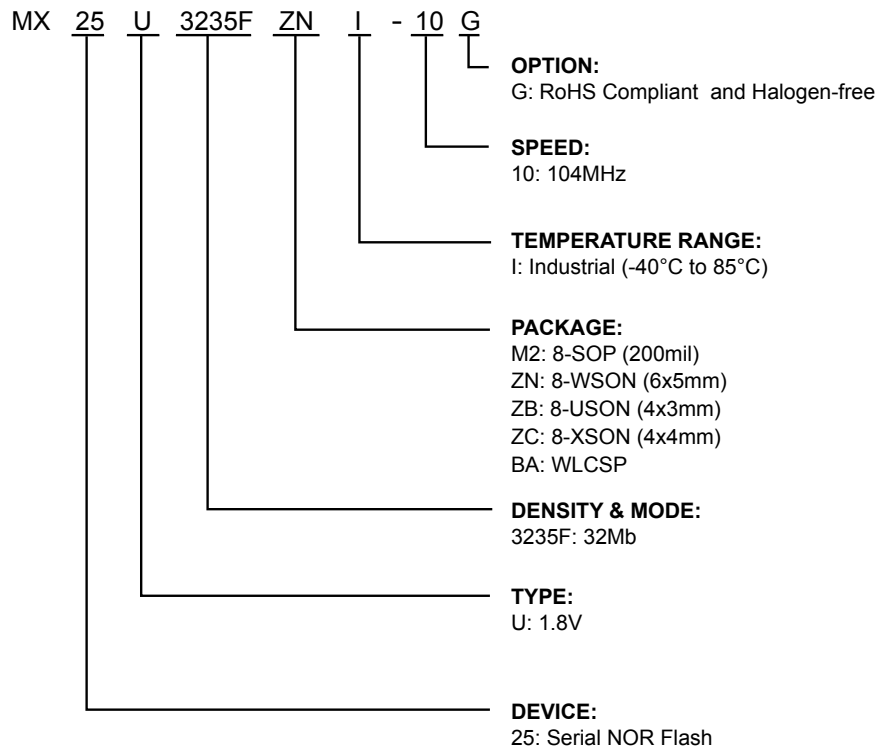 MX 25 U 3235F ZN I - 10 G
OPTION:
G: RoHS Compliant and Halogen-free
SPEED:
10: 104MHz
TEMPERATURE RANGE:
I: Industrial (-40°C to 85°C)
PACKAGE:
M2: 8-SOP (200mil)
ZN: 8-WSON (6x5mm)
ZB: 8-USON (4x3mm)
ZC: 8-XSON (4x4mm)
BA: WLCSP
DENSITY & MODE:
3235F: 32Mb
TYPE:
U: 1.8V
DEVICE:
25: Serial NOR Flash